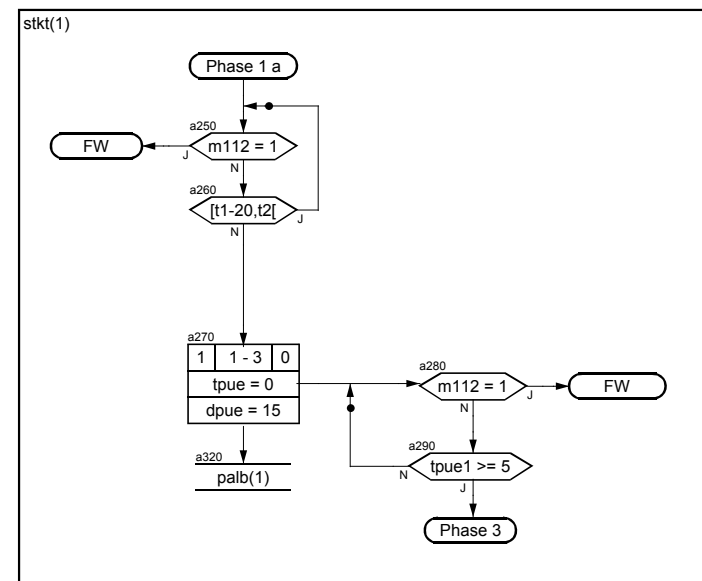 stkt(1)
Phase 1 a
a250
FW
m112 = 1
J
N
a260
[t1-20,t2[
J
N
a270
1 1 - 3 0
tpue = 0
dpue = 15
a280
m112 = 1
FW
J
N
a290
tpue1 >= 5
N
J
a320
palb(1)
Phase 3